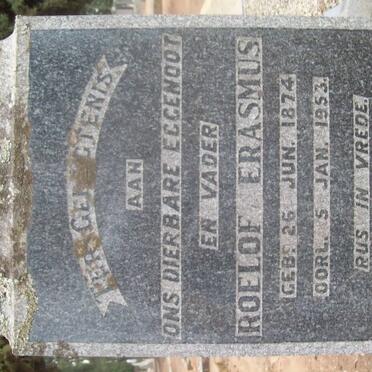 TER GEDAGTENIS
AAN
ONS DIERBARE EGGENOOT
EN VADER
ROELOF ERASMUS
GEB: 26 JUN. 1874
OORL. 5 JAN. 1953.
RUS IN VREDE.